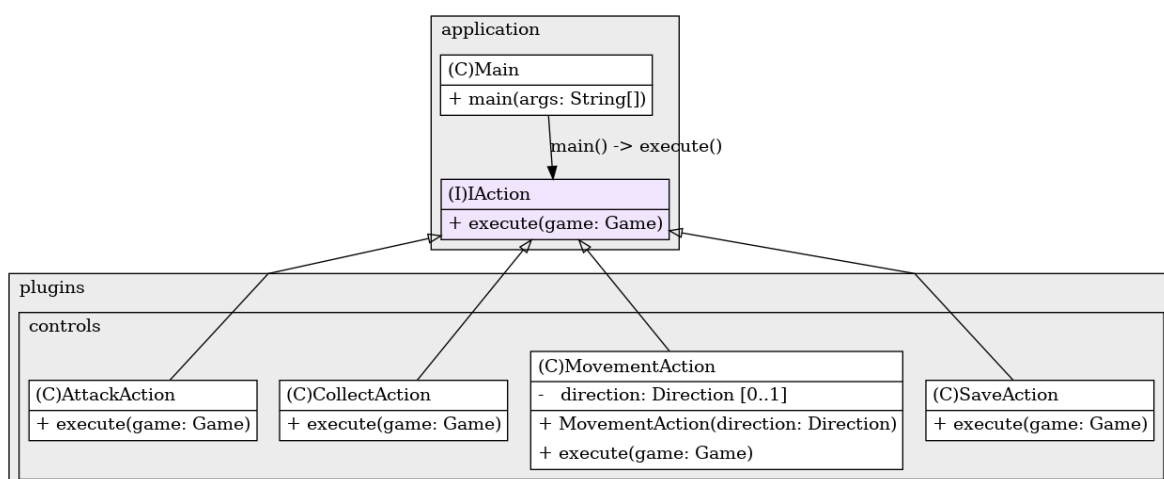 application
(C)Main
+ main(args: String[])
main() -> execute()
(I)IAction
+ execute(game: Game)
plugins
controls
(C)AttackAction
+ execute(game: Game)
(C)CollectAction
+ execute(game: Game)
(C)MovementAction
- direction: Direction [0..1]
+ MovementAction(direction: Direction)
+ execute(game: Game)
(C)SaveAction
+ execute(game: Game)